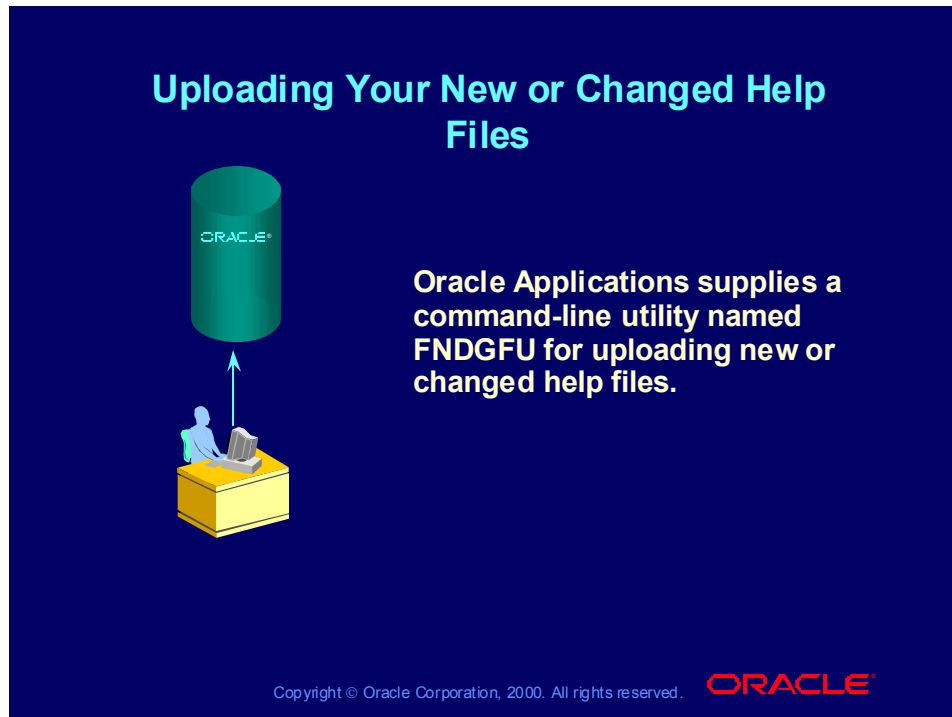 Uploading Your New or Changed Help
Files
ORACLE®
Oracle Applications supplies a
command-line utility named
FNDGFU for uploading new or
changed help files.
Copyright © Oracle Corporation, 2000. All rights reserved.
ORACLE®